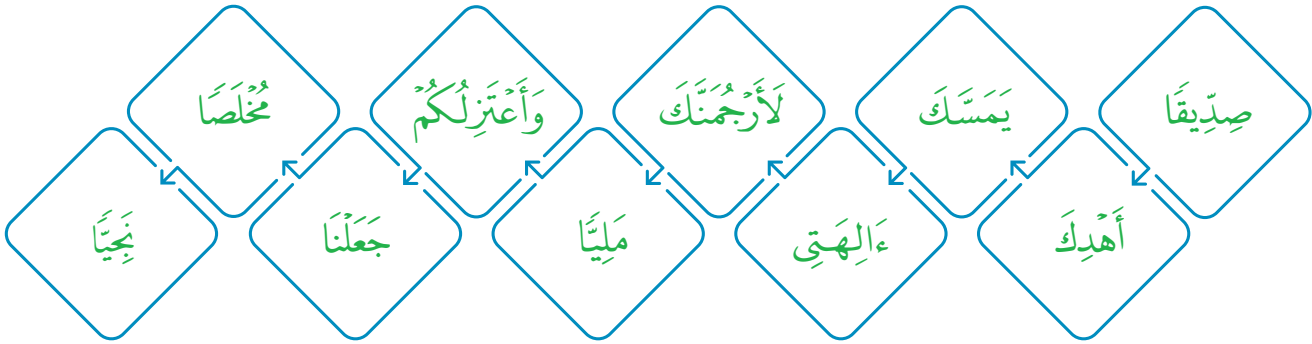 صِدِّيقٗا
أَهۡدِكَ
يَمَسَّكَ
ءَالِهَتِي
لَأَرۡجُمَنَّكَ
مَلِيّٗا
وَأَعۡتَزِلُكُمۡ
جَعَلۡنَا
مُخۡلَصٗا
نَجِيّٗا